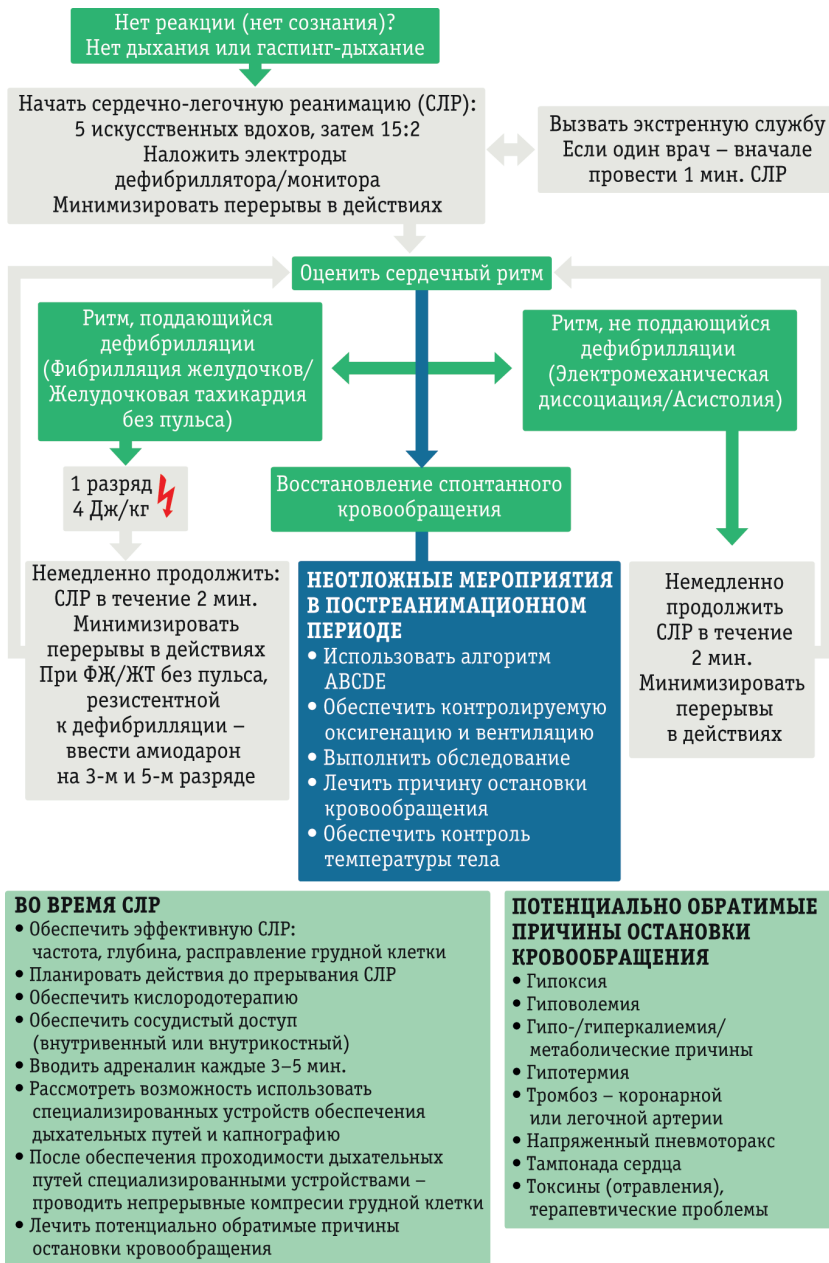 Нет реакции (нет сознания)?
Нет дыхания или гаспинг-дыхание
Начать сердечно-легочную реанимацию (СЛР):
5 искусственных вдохов, затем 15:2
Наложить электроды
дефибриллятора/монитора
Минимизировать перерывы в действиях
Вызвать экстренную службу
Если один врач – вначале
провести 1 мин. СЛР
Оценить сердечный ритм
Ритм, поддающийся
дефибрилляции
(Фибрилляция желудочков/
Желудочковая тахикардия
без пульса)
Ритм, не поддающийся
дефибрилляции
(Электромеханическая
диссоциация/Асистолия)
1 разряд
4 Дж/кг
Восстановление спонтанного
кровообращения
Немедленно продолжить:
СЛР в течение 2 мин.
Минимизировать
перерывы в действиях
При ФЖ/ЖТ без пульса,
резистентной
к дефибрилляции –
ввести амиодарон
на 3-м и 5-м разряде
НЕОТЛОЖНЫЕ МЕРОПРИЯТИЯ
В ПОСТРЕАНИМАЦИОННОМ
ПЕРИОДЕ
• Использовать алгоритм
ABCDE
• Обеспечить контролируемую
оксигенацию и вентиляцию
• Выполнить обследование
• Лечить причину остановки
кровообращения
• Обеспечить контроль
температуры тела
Немедленно
продолжить
СЛР в течение
2 мин.
Минимизировать
перерывы
в действиях
ВО ВРЕМЯ СЛР
• Обеспечить эффективную СЛР:
частота, глубина, расправление грудной клетки
• Планировать действия до прерывания СЛР
• Обеспечить кислородотерапию
• Обеспечить сосудистый доступ
(внутривенный или внутрикостный)
• Вводить адреналин каждые 3–5 мин.
• Рассмотреть возможность использовать
специализированных устройств обеспечения
дыхательных путей и капнографию
• После обеспечения проходимости дыхательных
путей специализированными устройствами –
проводить непрерывные компресии грудной клетки
• Лечить потенциально обратимые причины
остановки кровообращения
ПОТЕНЦИАЛЬНО ОБРАТИМЫЕ
ПРИЧИНЫ ОСТАНОВКИ
КРОВООБРАЩЕНИЯ
• Гипоксия
• Гиповолемия
• Гипо-/гиперкалиемия/
метаболические причины
• Гипотермия
• Тромбоз – коронарной
или легочной артерии
• Напряженный пневмоторакс
• Тампонада сердца
• Токсины (отравления),
терапевтические проблемы